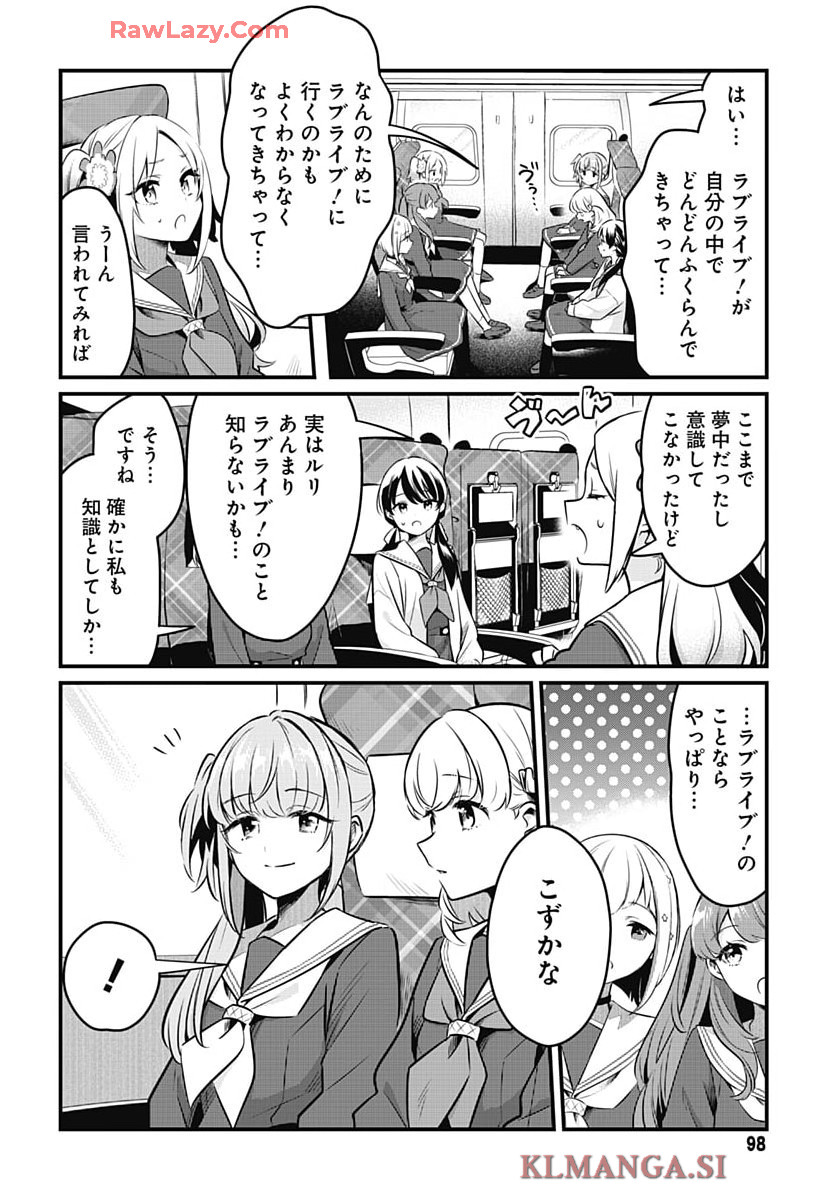 RawLazy.Com
はい…
ラブライブ！が
自分の中で
どんどんふくらんで
きちゃって…
ヴッ…
なんのために
ラブライブ！に
行くのかも
よくわからなく
なってきちゃって…
うーん
言われてみれば
ここまで
夢中だったし
意識して
こなかったけど
ブ〜ん
実はルリ
あんまり
ラブライブ！のこと
知らないかも…
そう…
ですね
確かに私も
知識としてしか…
…ラブライブ！の
ことなら
やっぱり…
こずかな
！
98
KLMANGA.SI